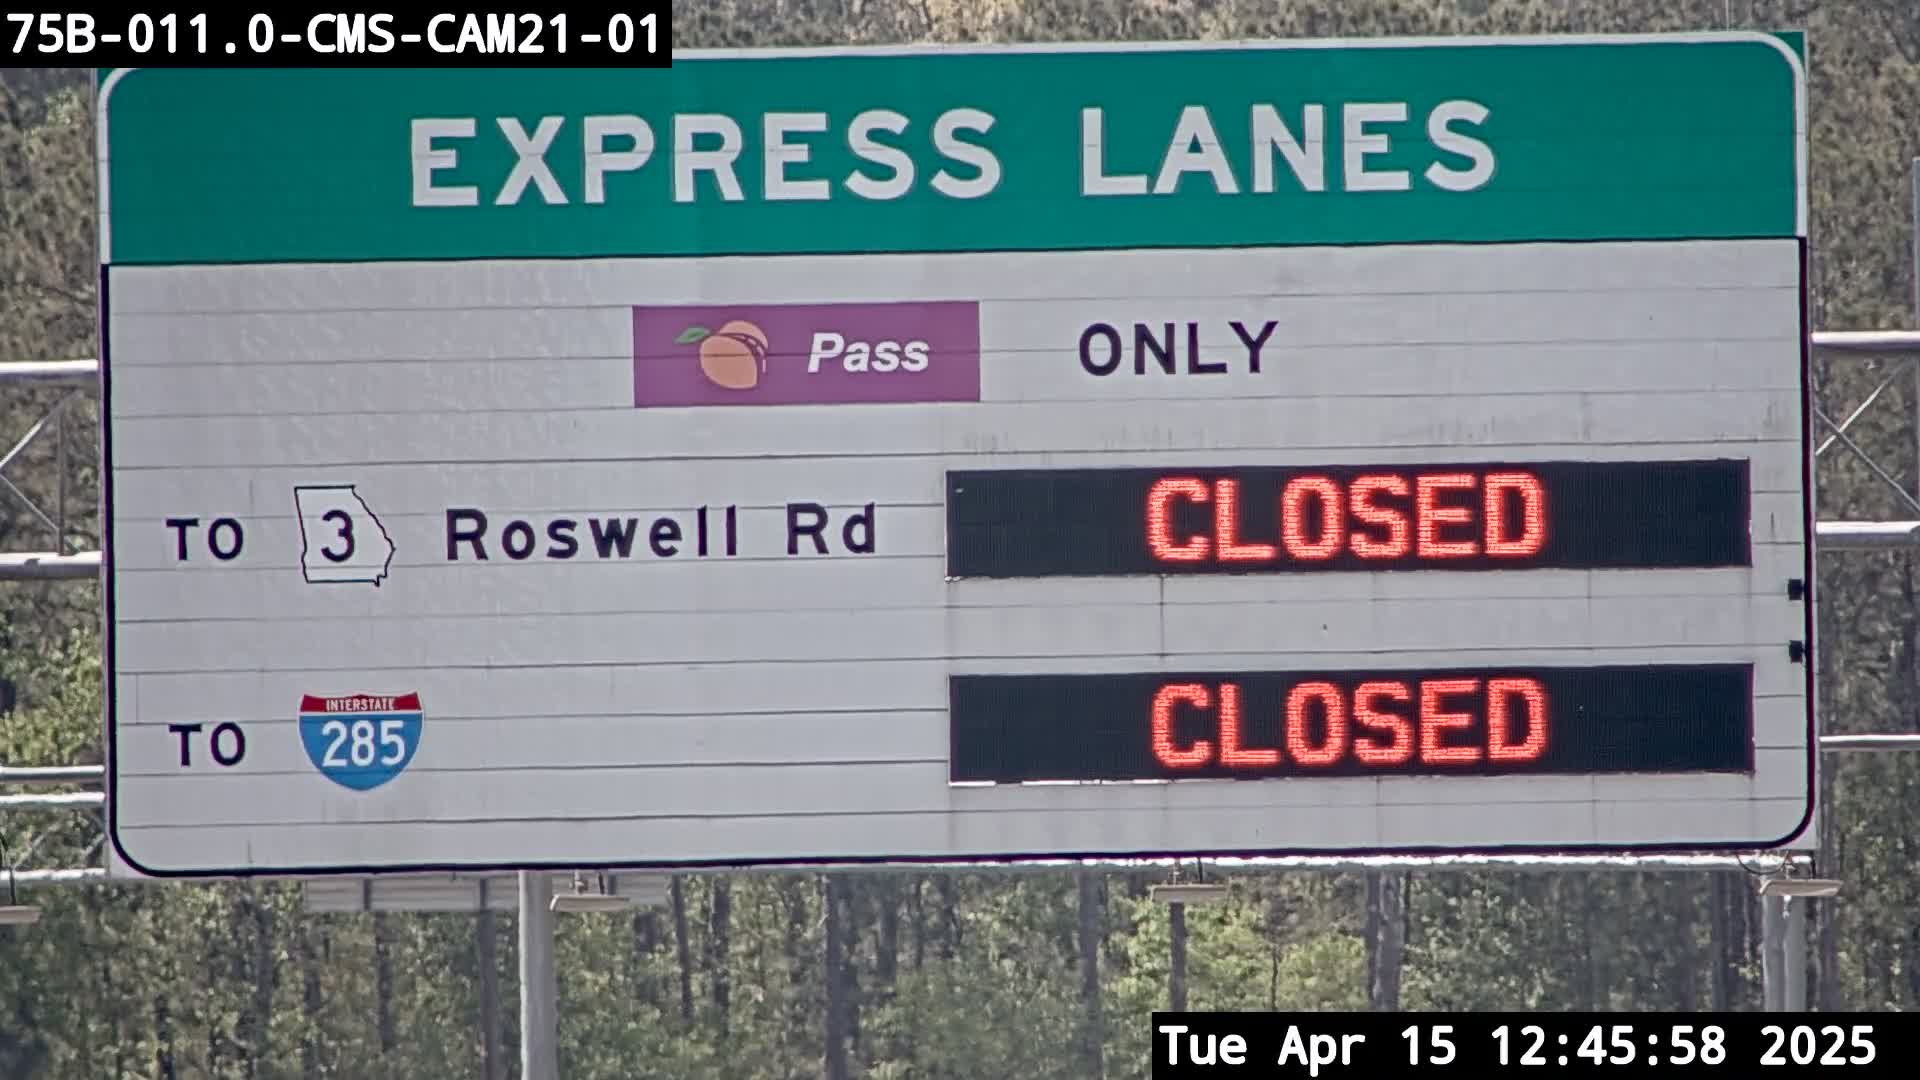 75B-011.0-CMS-CAM21-01
EXPRESS LANES
Pass ONLY
TO 3 Roswell Rd CLOSED
INTERSTATE
TO 285 CLOSED
Tue Apr 15 12:45:58 2025